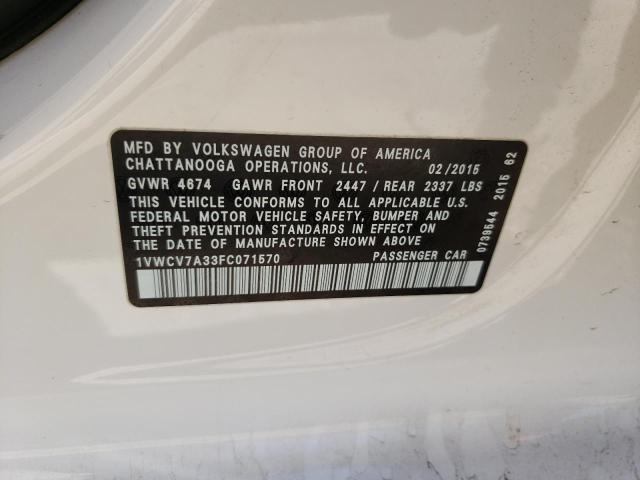 MFD BY VOLKSWAGEN GROUP OF AMERICA
CHATTANOOGA OPERATIONS, LLC. 02/2015
GVWR 4674 GAWR FRONT 2447 / REAR 2337 LBS
THIS VEHICLE CONFORMS TO ALL APPLICABLE U.S.
FEDERAL MOTOR VEHICLE SAFETY, BUMPER AND
THEFT PREVENTION STANDARDS IN EFFECT ON
THE DATE OF MANUFACTURE SHOWN ABOVE.
1VWCV7A33FC071570 PASSENGER CAR
0739544 2015 62